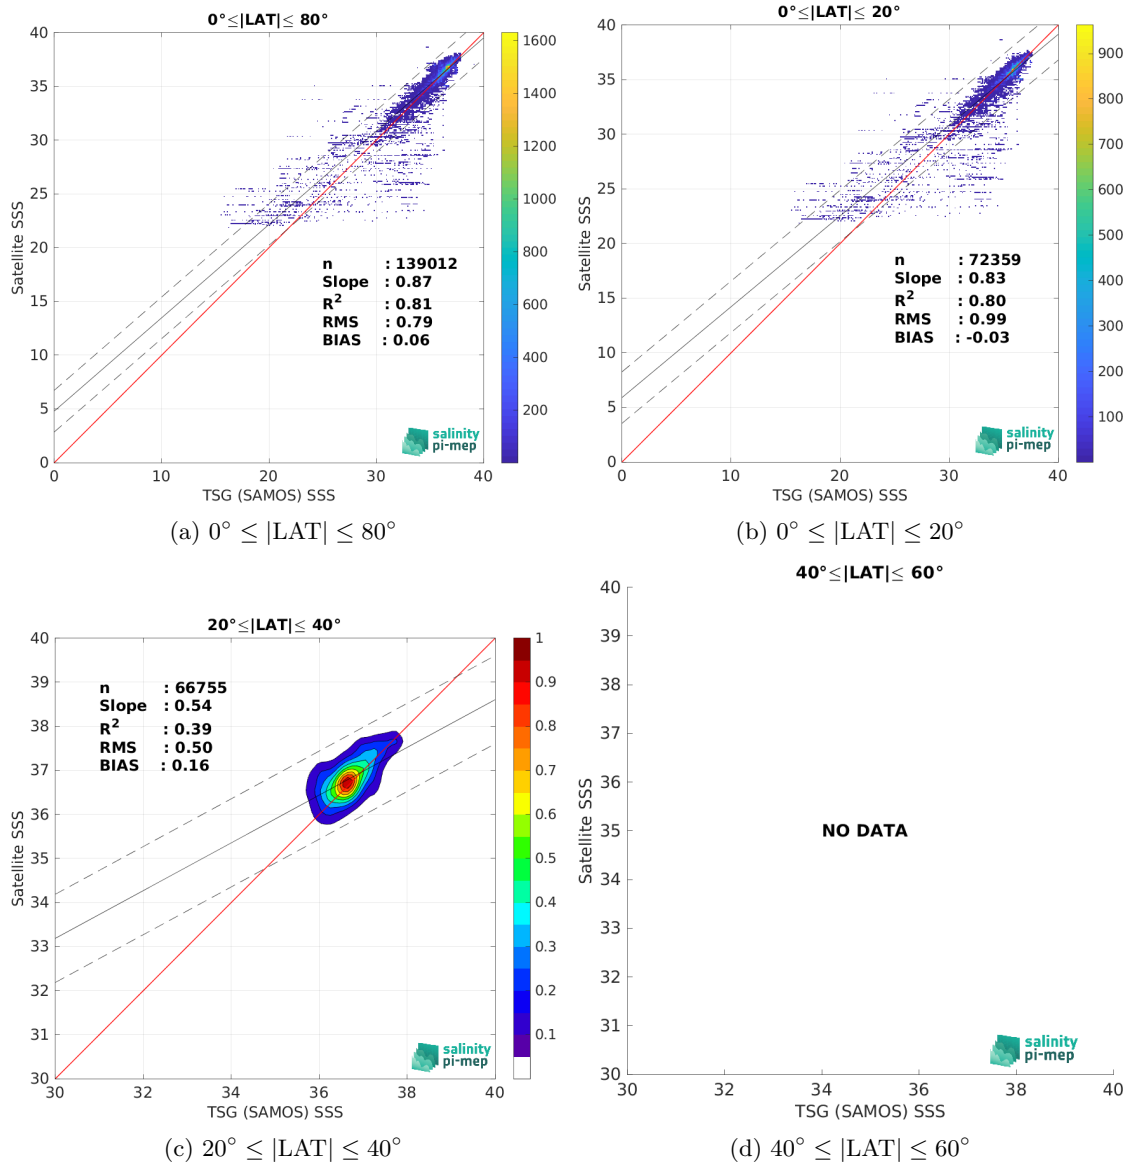 0°≤|LAT|≤ 80°
40
35
30
25
20
15
10
5
0
Satellite SSS
n : 139012
Slope : 0.87
R² : 0.81
RMS : 0.79
BIAS : 0.06
salinity
pi-mep
0 10 20 30 40
TSG (SAMOS) SSS
1600
1400
1200
1000
800
600
400
200
(a) 0° ≤ |LAT| ≤ 80°
0°≤|LAT|≤ 20°
40
35
30
25
20
15
10
5
0
Satellite SSS
n : 72359
Slope : 0.83
R² : 0.80
RMS : 0.99
BIAS : -0.03
salinity
pi-mep
0 10 20 30 40
TSG (SAMOS) SSS
900
800
700
600
500
400
300
200
100
(b) 0° ≤ |LAT| ≤ 20°
20°≤|LAT|≤ 40°
40
39
38
37
36
35
34
33
32
31
30
Satellite SSS
n : 66755
Slope : 0.54
R² : 0.39
RMS : 0.50
BIAS : 0.16
salinity
pi-mep
30 32 34 36 38 40
TSG (SAMOS) SSS
1
0.9
0.8
0.7
0.6
0.5
0.4
0.3
0.2
0.1
(c) 20° ≤ |LAT| ≤ 40°
40°≤|LAT|≤ 60°
40
39
38
37
36
35
34
33
32
31
30
Satellite SSS
NO DATA
salinity
pi-mep
30 32 34 36 38 40
TSG (SAMOS) SSS
(d) 40° ≤ |LAT| ≤ 60°